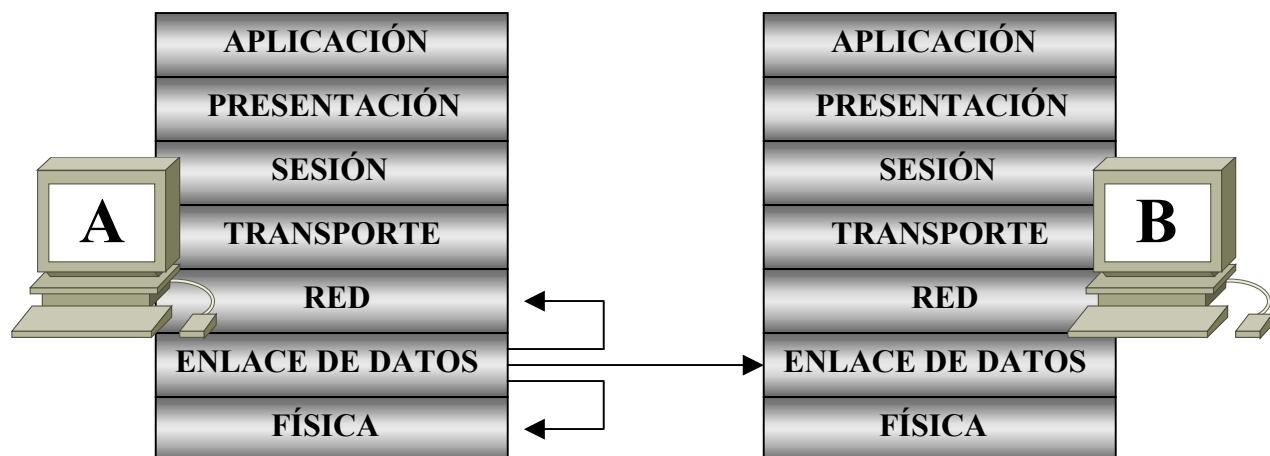 APLICACIÓN
PRESENTACIÓN
SESIÓN
TRANSPORTE
RED
ENLACE DE DATOS
FÍSICA
A
APLICACIÓN
PRESENTACIÓN
SESIÓN
TRANSPORTE
RED
ENLACE DE DATOS
FÍSICA
B